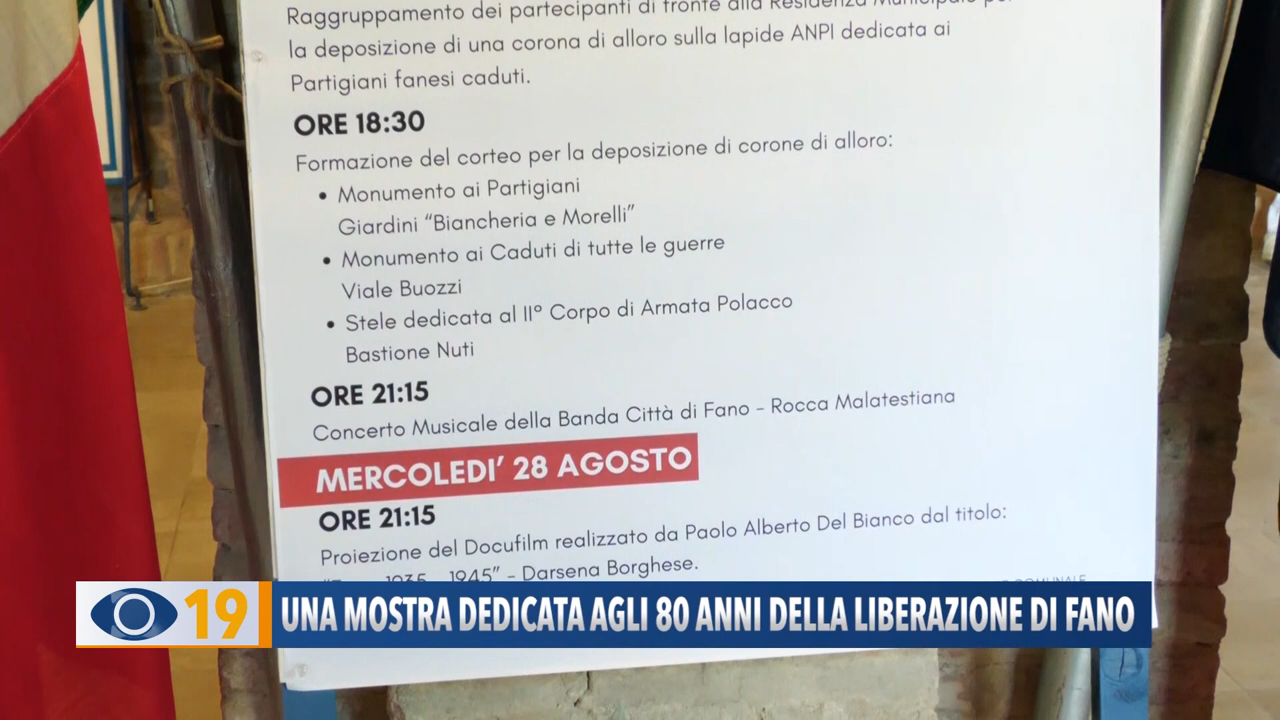 Raggruppamento dei partecipanti di fronte alla Residenza Municipale per
la deposizione di una corona di alloro sulla lapide ANPI dedicata ai
Partigiani fanesi caduti.
ORE 18:30
Formazione del corteo per la deposizione di corone di alloro:
• Monumento ai Partigiani
Giardini “Biancheria e Morelli”
• Monumento ai Caduti di tutte le guerre
Viale Buozzi
• Stele dedicata al II° Corpo di Armata Polacco
Bastione Nuti
ORE 21:15
Concerto Musicale della Banda Città di Fano - Rocca Malatestiana
MERCOLEDI’ 28 AGOSTO
ORE 21:15
Proiezione del Docufilm realizzato da Paolo Alberto Del Bianco dal titolo:
1935 - 1945” - Darsena Borghese.
COMUNALE
19 UNA MOSTRA DEDICATA AGLI 80 ANNI DELLA LIBERAZIONE DI FANO